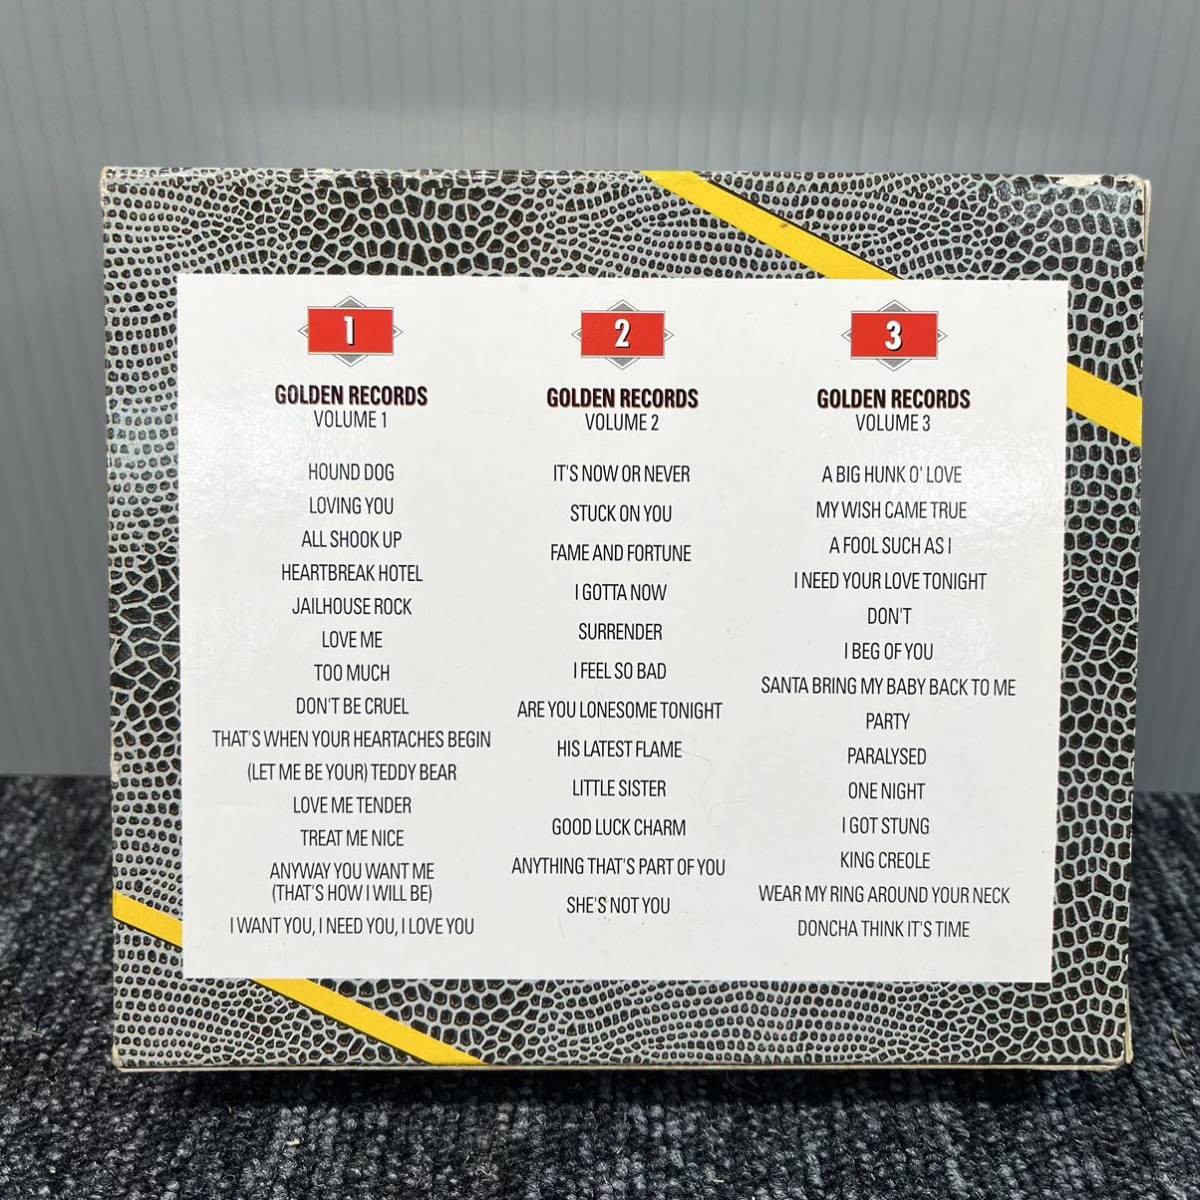 1
GOLDEN RECORDS
VOLUME 1
HOUND DOG
LOVING YOU
ALL SHOOK UP
HEARTBREAK HOTEL
JAILHOUSE ROCK
LOVE ME
TOO MUCH
DON'T BE CRUEL
THAT'S WHEN YOUR HEARTACHES BEGIN
(LET ME BE YOUR) TEDDY BEAR
LOVE ME TENDER
TREAT ME NICE
ANYWAY YOU WANT ME
(THAT'S HOW I WILL BE)
I WANT YOU, I NEED YOU, I LOVE YOU
2
GOLDEN RECORDS
VOLUME 2
IT'S NOW OR NEVER
STUCK ON YOU
FAME AND FORTUNE
I GOTTA NOW
SURRENDER
I FEEL SO BAD
ARE YOU LONESOME TONIGHT
HIS LATEST FLAME
LITTLE SISTER
GOOD LUCK CHARM
ANYTHING THAT'S PART OF YOU
SHE'S NOT YOU
3
GOLDEN RECORDS
VOLUME 3
A BIG HUNK O' LOVE
MY WISH CAME TRUE
A FOOL SUCH AS I
I NEED YOUR LOVE TONIGHT
DON'T
I BEG OF YOU
SANTA BRING MY BABY BACK TO ME
PARTY
PARALYSED
ONE NIGHT
I GOT STUNG
KING CREOLE
WEAR MY RING AROUND YOUR NECK
DONCHA THINK IT'S TIME